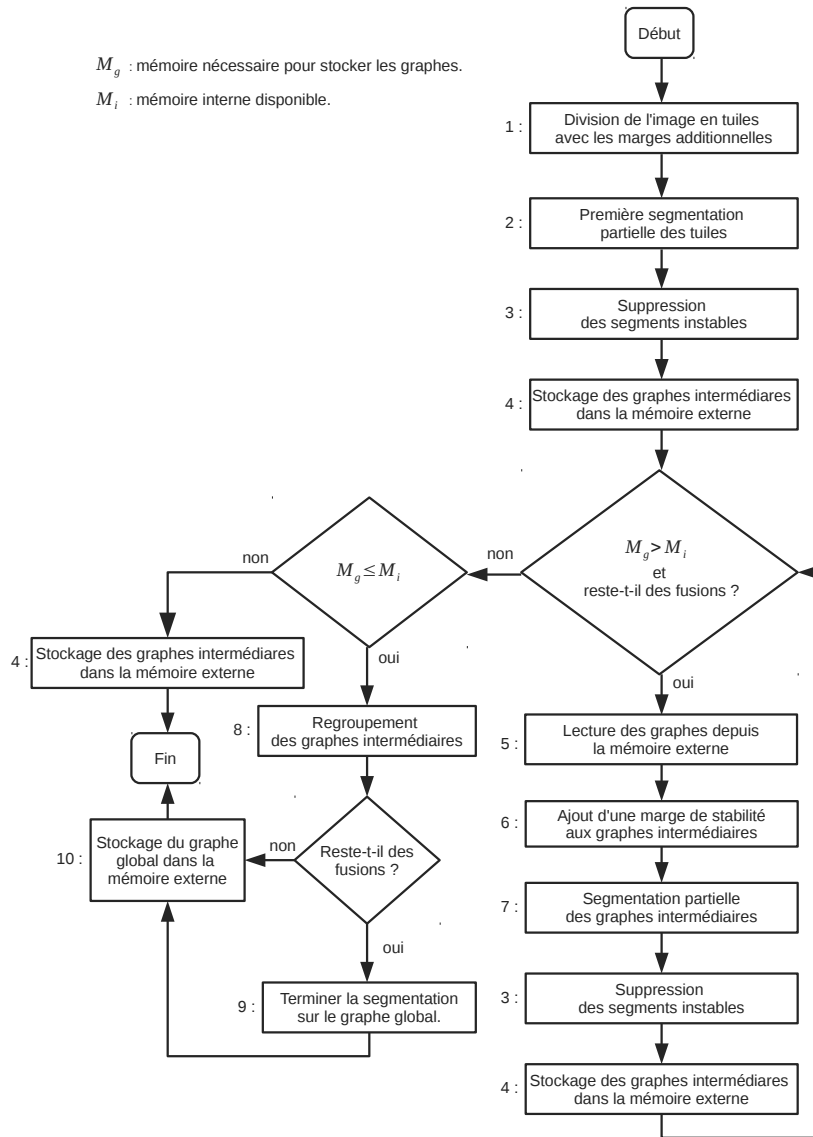 Début
M_g : mémoire nécessaire pour stocker les graphes.
M_i : mémoire interne disponible.
1 :
Division de l'image en tuiles
avec les marges additionnelles
2 :
Première segmentation
partielle des tuiles
3 :
Suppression
des segments instables
4 :
Stockage des graphes intermédiares
dans la mémoire externe
M_g > M_i
et
reste-t-il des fusions ?
non
oui
M_g ≤ M_i
non
oui
4 :
Stockage des graphes intermédiares
dans la mémoire externe
Fin
8 :
Regroupement
des graphes intermédiaires
Reste-t-il des
fusions ?
non
oui
10 :
Stockage du graphe
global dans la
mémoire externe
9 :
Terminer la segmentation
sur le graphe global.
5 :
Lecture des graphes depuis
la mémoire externe
6 :
Ajout d'une marge de stabilité
aux graphes intermédiaires
7 :
Segmentation partielle
des graphes intermédiaires
3 :
Suppression
des segments instables
4 :
Stockage des graphes intermédiares
dans la mémoire externe